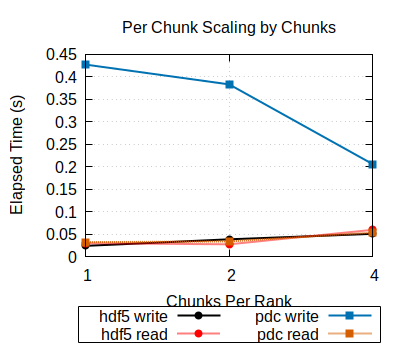 Per Chunk Scaling by Chunks
0.45
0.4
0.35
0.3
0.25
0.2
0.15
0.1
0.05
0
Elapsed Time (s)
1 2 4
Chunks Per Rank
hdf5 write pdc write
hdf5 read pdc read